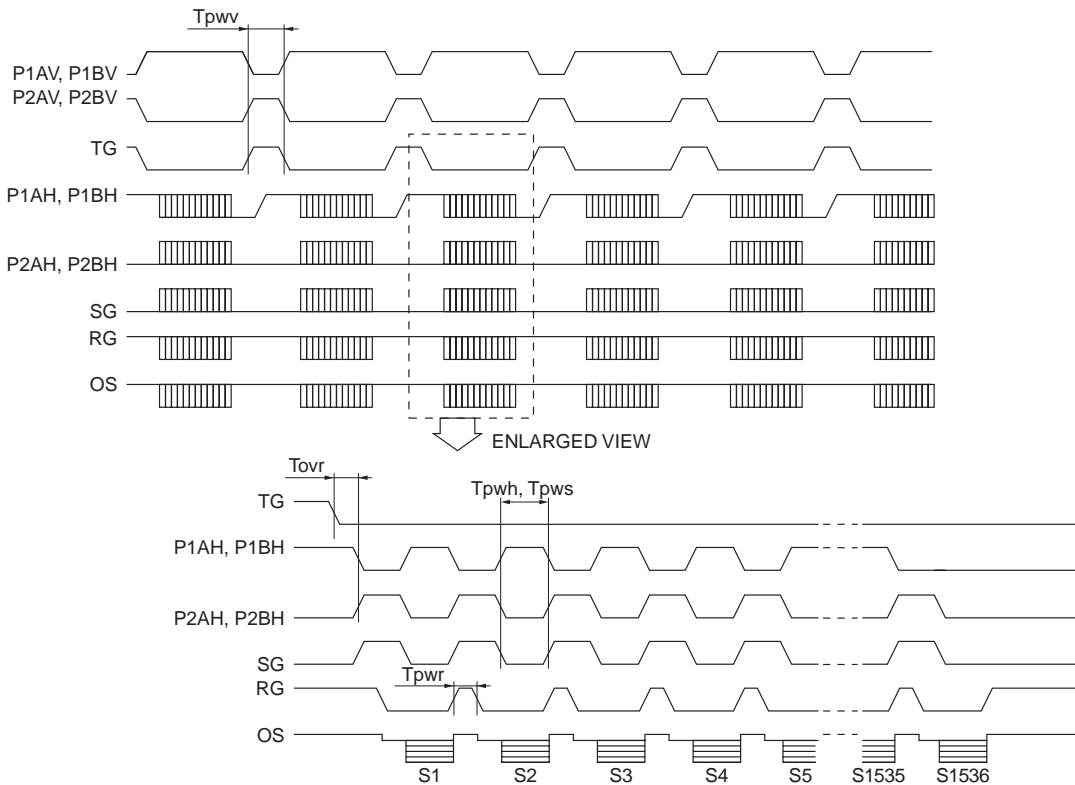 Tpwv
P1AV, P1BV
P2AV, P2BV
TG
P1AH, P1BH
P2AH, P2BH
SG
RG
OS
ENLARGED VIEW
Tovr
TG
Tpwh, Tpws
P1AH, P1BH
P2AH, P2BH
SG
Tpwr
RG
OS
S1 S2 S3 S4 S5 S1535 S1536